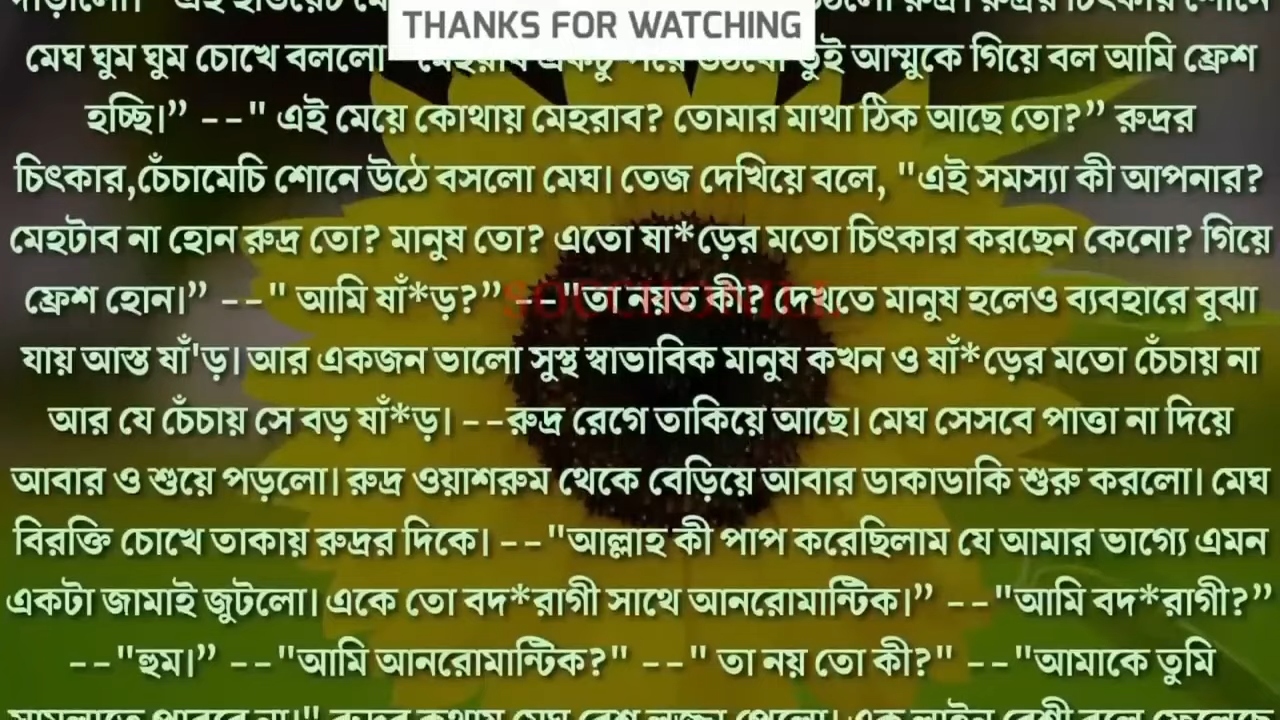 THANKS FOR WATCHING
মেঘ ঘুম ঘুম চোখে বললো তুই আম্মুকে গিয়ে বল আমি ফ্রেশ
হচ্ছি।” --" এই মেয়ে কোথায় মেহরাব? তোমার মাথা ঠিক আছে তো?” রুদ্রর
চিৎকার,চেঁচামেচি শোনে উঠে বসলো মেঘ। তেজ দেখিয়ে বলে, "এই সমস্যা কী আপনার?
মেহটাব না হোন রুদ্র তো? মানুষ তো? এতো ষা*ড়ের মতো চিৎকার করছেন কেনো? গিয়ে
ফ্রেশ হোন।” --" আমি ষাঁ*ড়?” --"তা নয়ত কী? দেখতে মানুষ হলেও ব্যবহারে বুঝা
যায় আস্ত ষাঁ'ড়। আর একজন ভালো সুস্থ স্বাভাবিক মানুষ কখন ও ষাঁ*ড়ের মতো চেঁচায় না
আর যে চেঁচায় সে বড় ষাঁ*ড়। --রুদ্র রেগে তাকিয়ে আছে। মেঘ সেসবে পাত্তা না দিয়ে
আবার ও শুয়ে পড়লো। রুদ্র ওয়াশরুম থেকে বেড়িয়ে আবার ডাকাডাকি শুরু করলো। মেঘ
বিরক্তি চোখে তাকায় রুদ্রর দিকে। --"আল্লাহ কী পাপ করেছিলাম যে আমার ভাগ্যে এমন
একটা জামাই জুটলো। একে তো বদ*রাগী সাথে আনরোমান্টিক।” --"আমি বদ*রাগী?”
--"হুম।” --"আমি আনরোমান্টিক?" --" তা নয় তো কী?" --"আমাকে তুমি